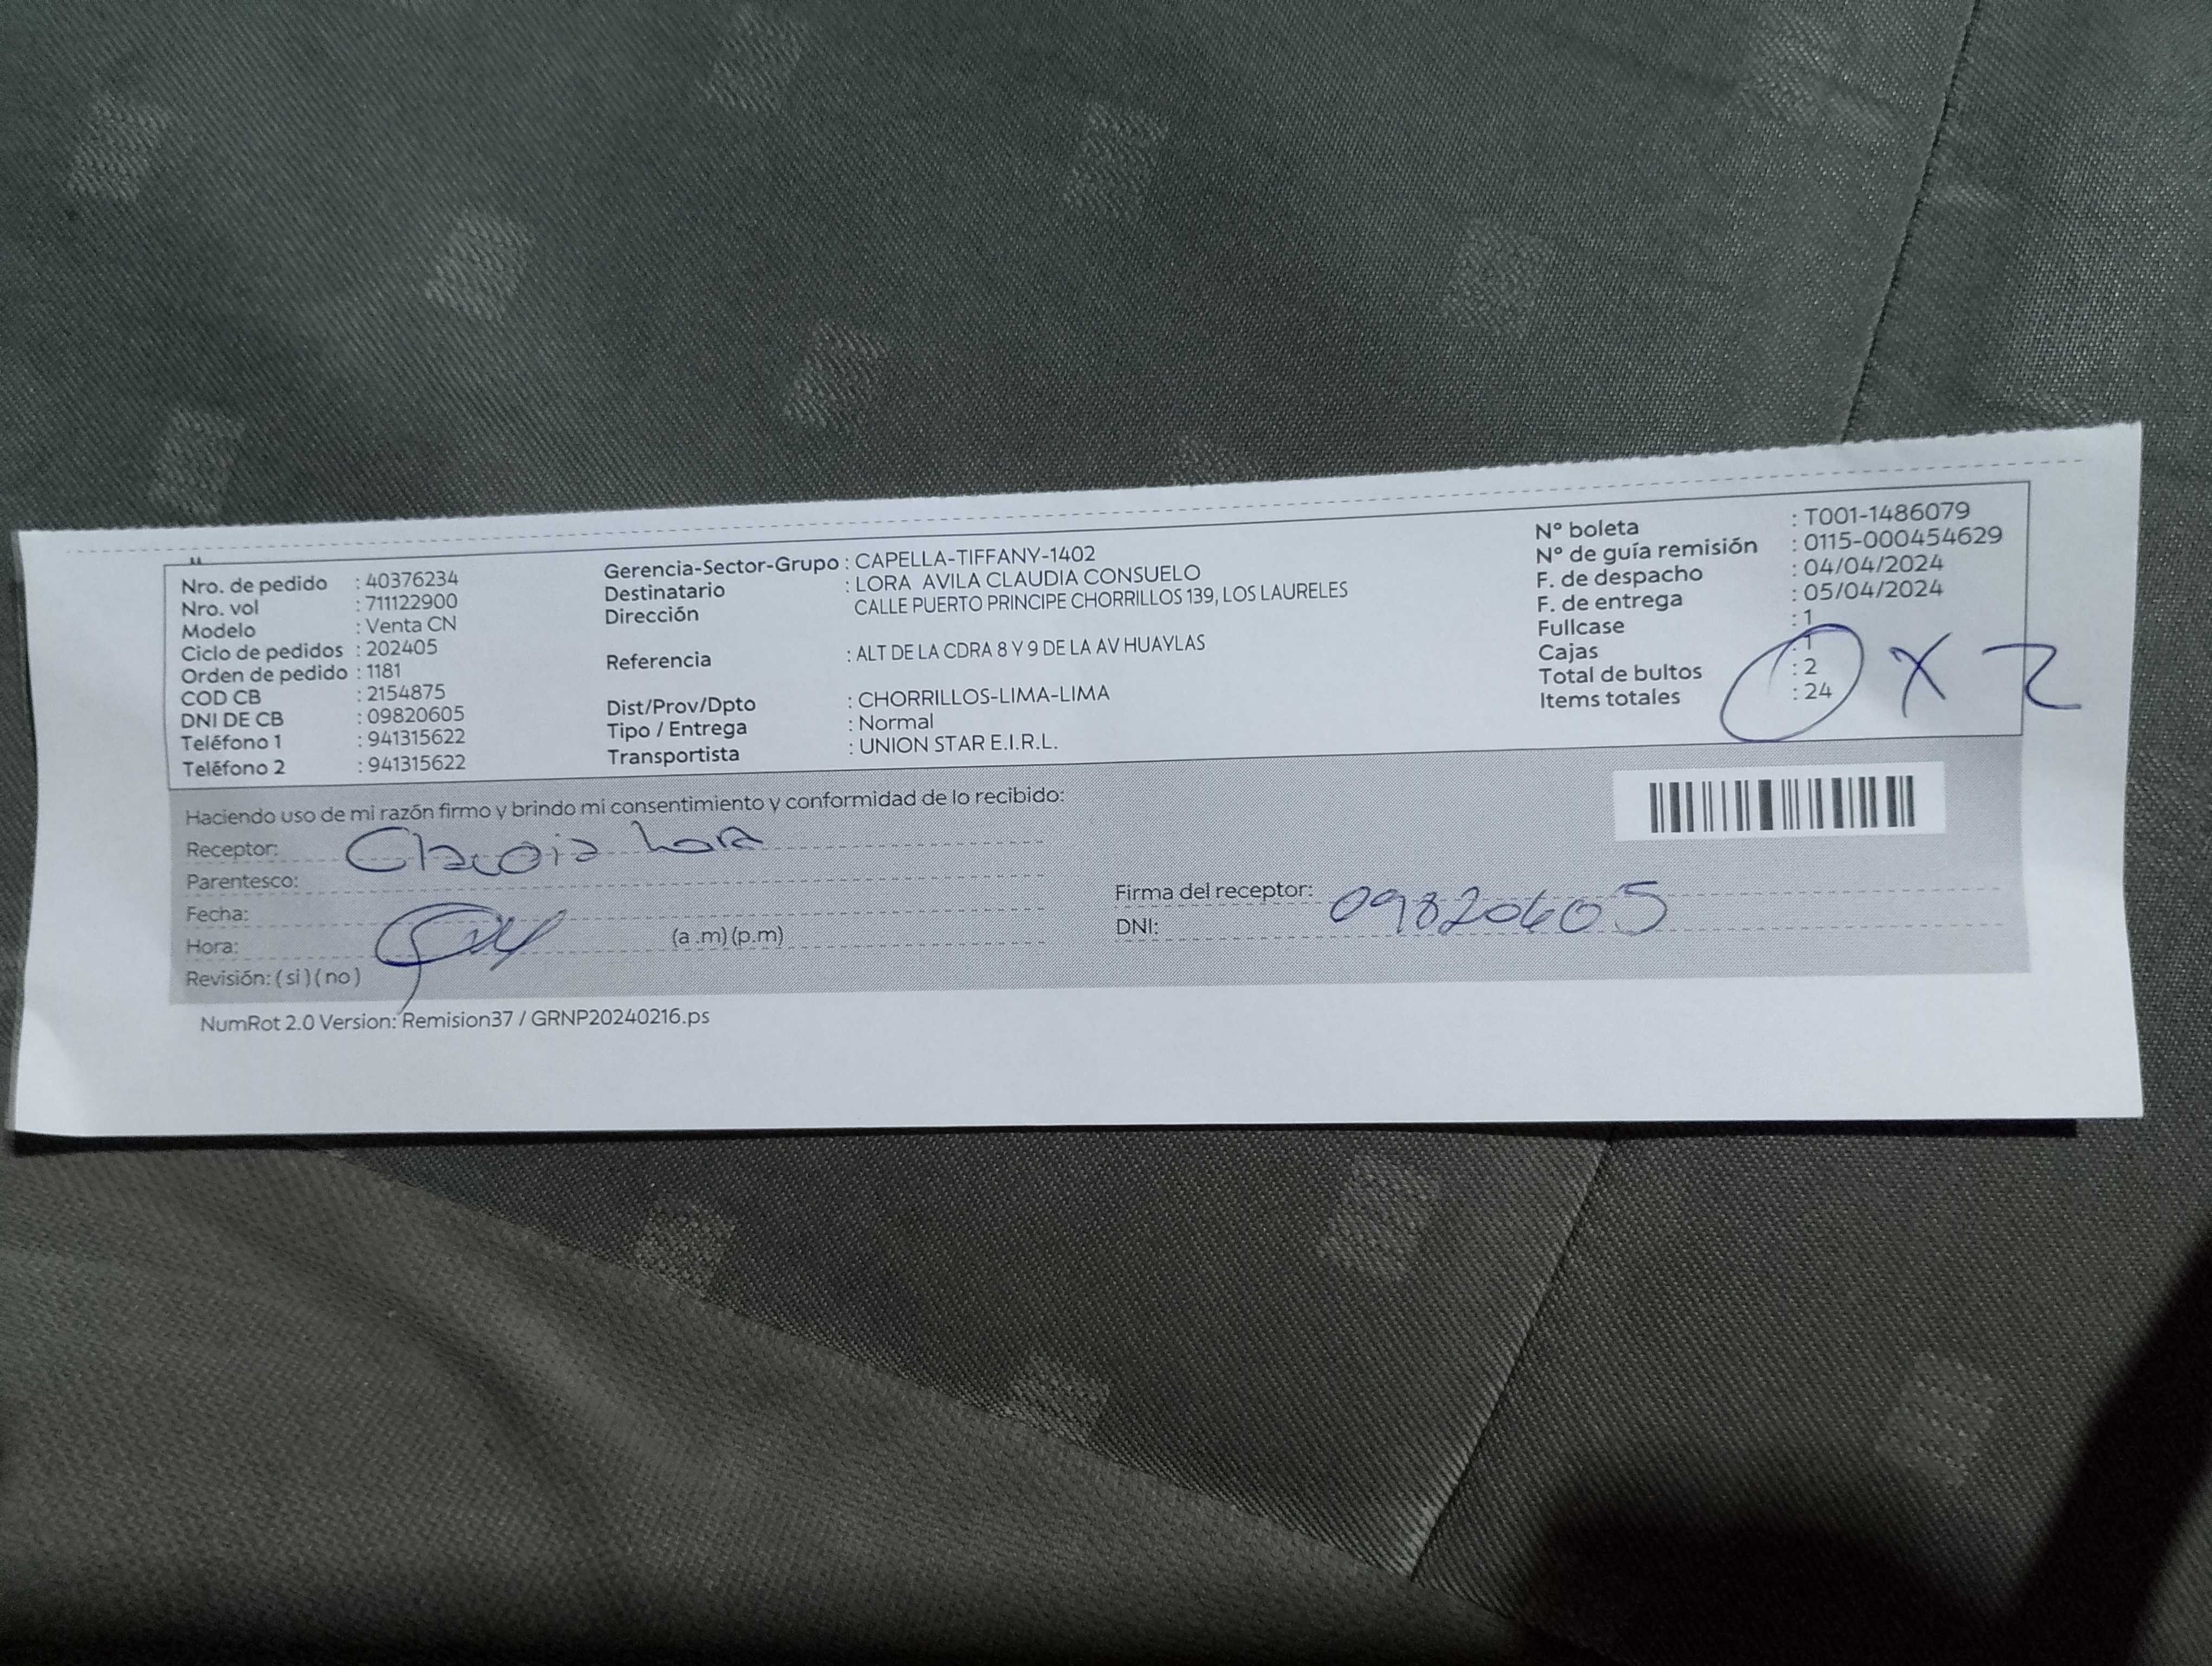 Nro. de pedido : 40376234
Nro. vol : 711122900
Modelo : Venta CN
Ciclo de pedidos : 202405
Orden de pedido : 1181
COD CB : 2154875
DNI DE CB : 09820605
Teléfono 1 : 941315622
Teléfono 2 : 941315622
Gerencia-Sector-Grupo : CAPELLA-TIFFANY-1402
Destinatario : LORA AVILA CLAUDIA CONSUELO
Dirección CALLE PUERTO PRINCIPE CHORRILLOS 139, LOS LAURELES
Referencia : ALT DE LA CDRA 8 Y 9 DE LA AV HUAYLAS
Dist/Prov/Dpto : CHORRILLOS-LIMA-LIMA
Tipo / Entrega : Normal
Transportista : UNION STAR E.I.R.L.
N° boleta : T001-1486079
N° de guía remisión : 0115-000454629
F. de despacho : 04/04/2024
F. de entrega : 05/04/2024
Fullcase : 1
Cajas : 1
Total de bultos : 2
Items totales : 24
X 2
Haciendo uso de mi razón firmo y brindo mi consentimiento y conformidad de lo recibido:
Receptor: Claudia Lora
Parentesco:
Fecha:
Hora: (a .m) (p.m)
Revisión: ( si ) ( no )
Firma del receptor:
DNI: 09820605
NumRot 2.0 Version: Remision37 / GRNP20240216.ps